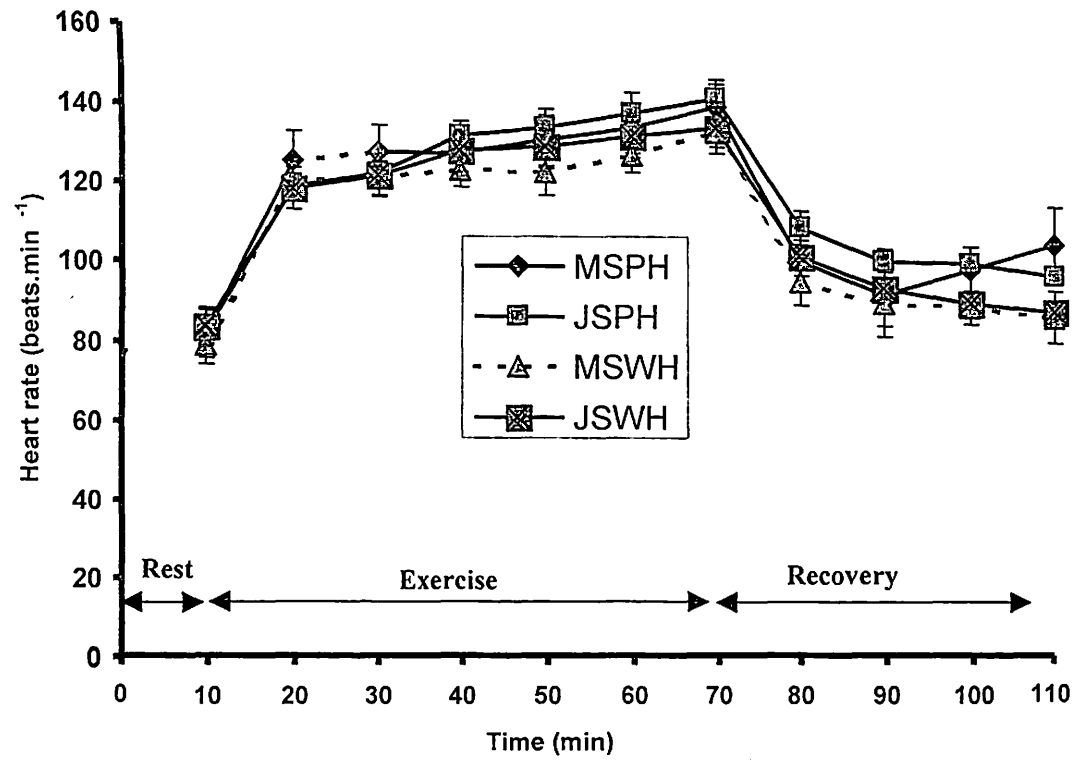 160
140
120
100
80
60
40
20
0
Heart rate (beats.min -1)
MSPH
JSPH
MSWH
JSWH
Rest
Exercise
Recovery
0 10 20 30 40 50 60 70 80 90 100 110
Time (min)